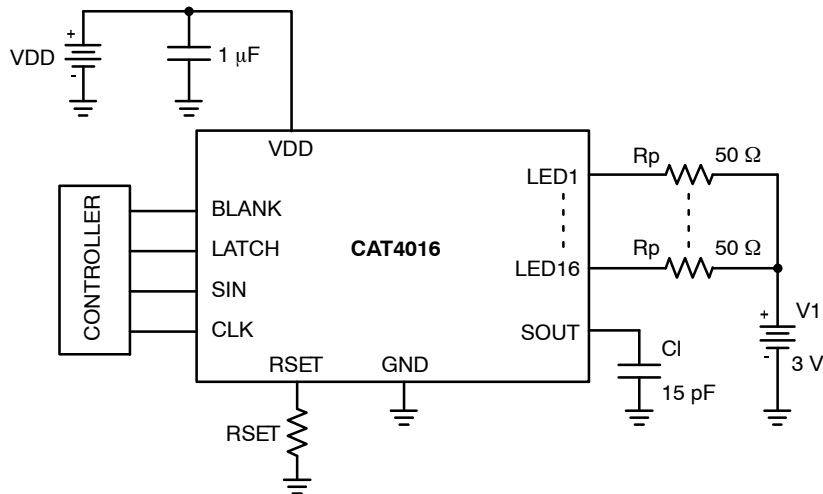 +
VDD
-
1 μF
VDD
LED1
Rp
50 Ω
CONTROLLER
BLANK
LATCH
SIN
CLK
CAT4016
LED16
Rp
50 Ω
SOUT
+
V1
-
3 V
Cl
15 pF
RSET
GND
RSET